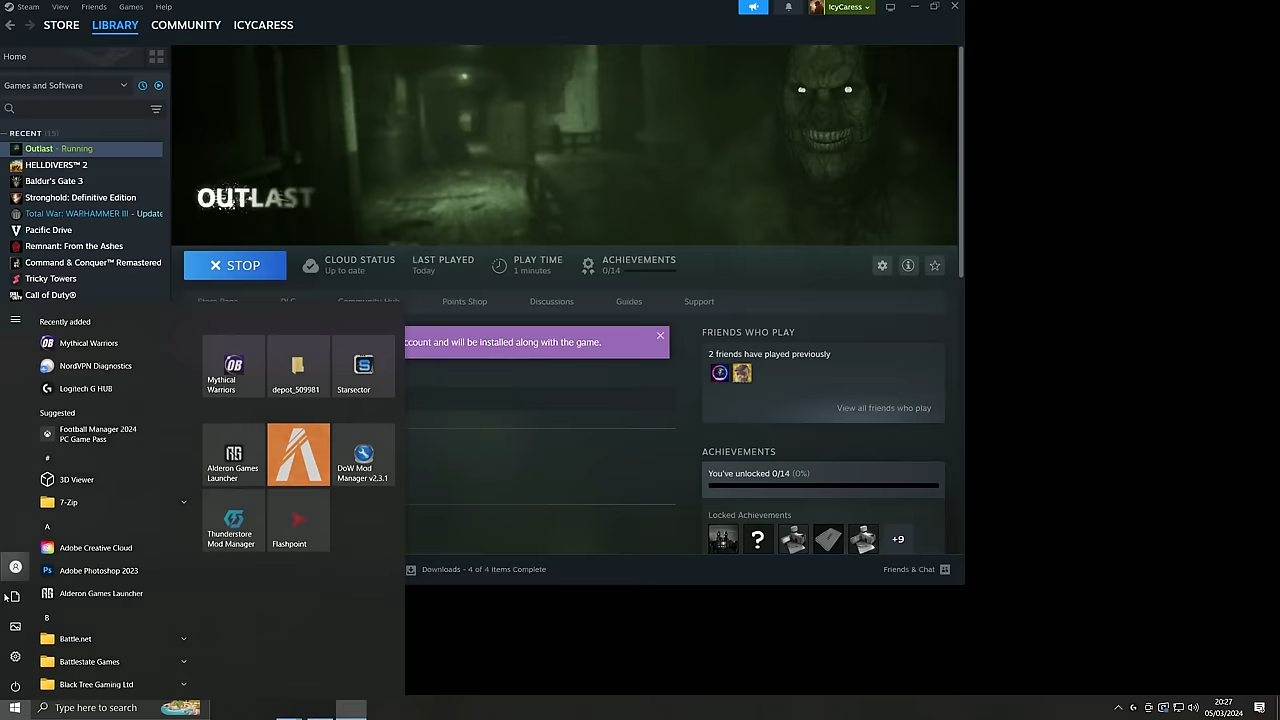 Steam View Friends Games Help
IcyCaress
STORE LIBRARY COMMUNITY ICYCARESS
Home
Games and Software
RECENT (15)
Outlast - Running
HELLDIVERS™ 2
Baldur's Gate 3
Stronghold: Definitive Edition
Total War: WARHAMMER III - Update
Pacific Drive
Remnant: From the Ashes
Command & Conquer™ Remastered
Tricky Towers
Call of Duty®
OUTLAST
STOP
CLOUD STATUS
Up to date
LAST PLAYED
Today
PLAY TIME
1 minutes
ACHIEVEMENTS
0/14
Points Shop Discussions Guides Support
ccount and will be installed along with the game.
FRIENDS WHO PLAY
2 friends have played previously
View all friends who play
ACHIEVEMENTS
You've unlocked 0/14 (0%)
Locked Achievements
?
+9
Downloads - 4 of 4 Items Complete
Friends & Chat
Recently added
Mythical Warriors
NordVPN Diagnostics
Logitech G HUB
Suggested
Football Manager 2024
PC Game Pass
#
3D Viewer
7-Zip
A
Adobe Creative Cloud
Adobe Photoshop 2023
Alderon Games Launcher
B
Battle.net
Battlestate Games
Black Tree Gaming Ltd
Mythical
Warriors
depot_509981
Starsector
Alderon Games
Launcher
DoW Mod
Manager v2.3.1
Thunderstore
Mod Manager
Flashpoint
Type here to search
20:27
05/03/2024